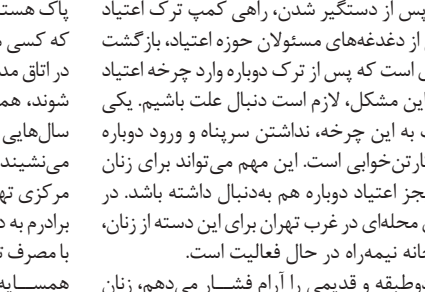 پس از دستگیر شدن، راهی کمپ ترک اعتیاد
از دغدغه‌های مسئولان حوزه اعتیاد، بازگشت
است که پس از ترک دوباره وارد چرخه اعتیاد
این مشکل، لازم است دنبال علت باشیم. یکی
به این چرخه، نداشتن سرپناه و ورود دوباره
کارتن‌خوابی است. این مهم می‌تواند برای زنان
بجز اعتیاد دوباره هم به‌دنبال داشته باشد. در
محله‌ای در غرب تهران برای این دسته از زنان،
خانه نیمه‌راه در حال فعالیت است.
دوطبقه و قدیمی را آرام فشـــار می‌دهم، زنان
پاک هست
که کسی
در اتاق مد
شوند، هم
سال‌هایی
می‌نشیند
مرکزی ته
برادرم به د
با مصرف ت
همســـایه